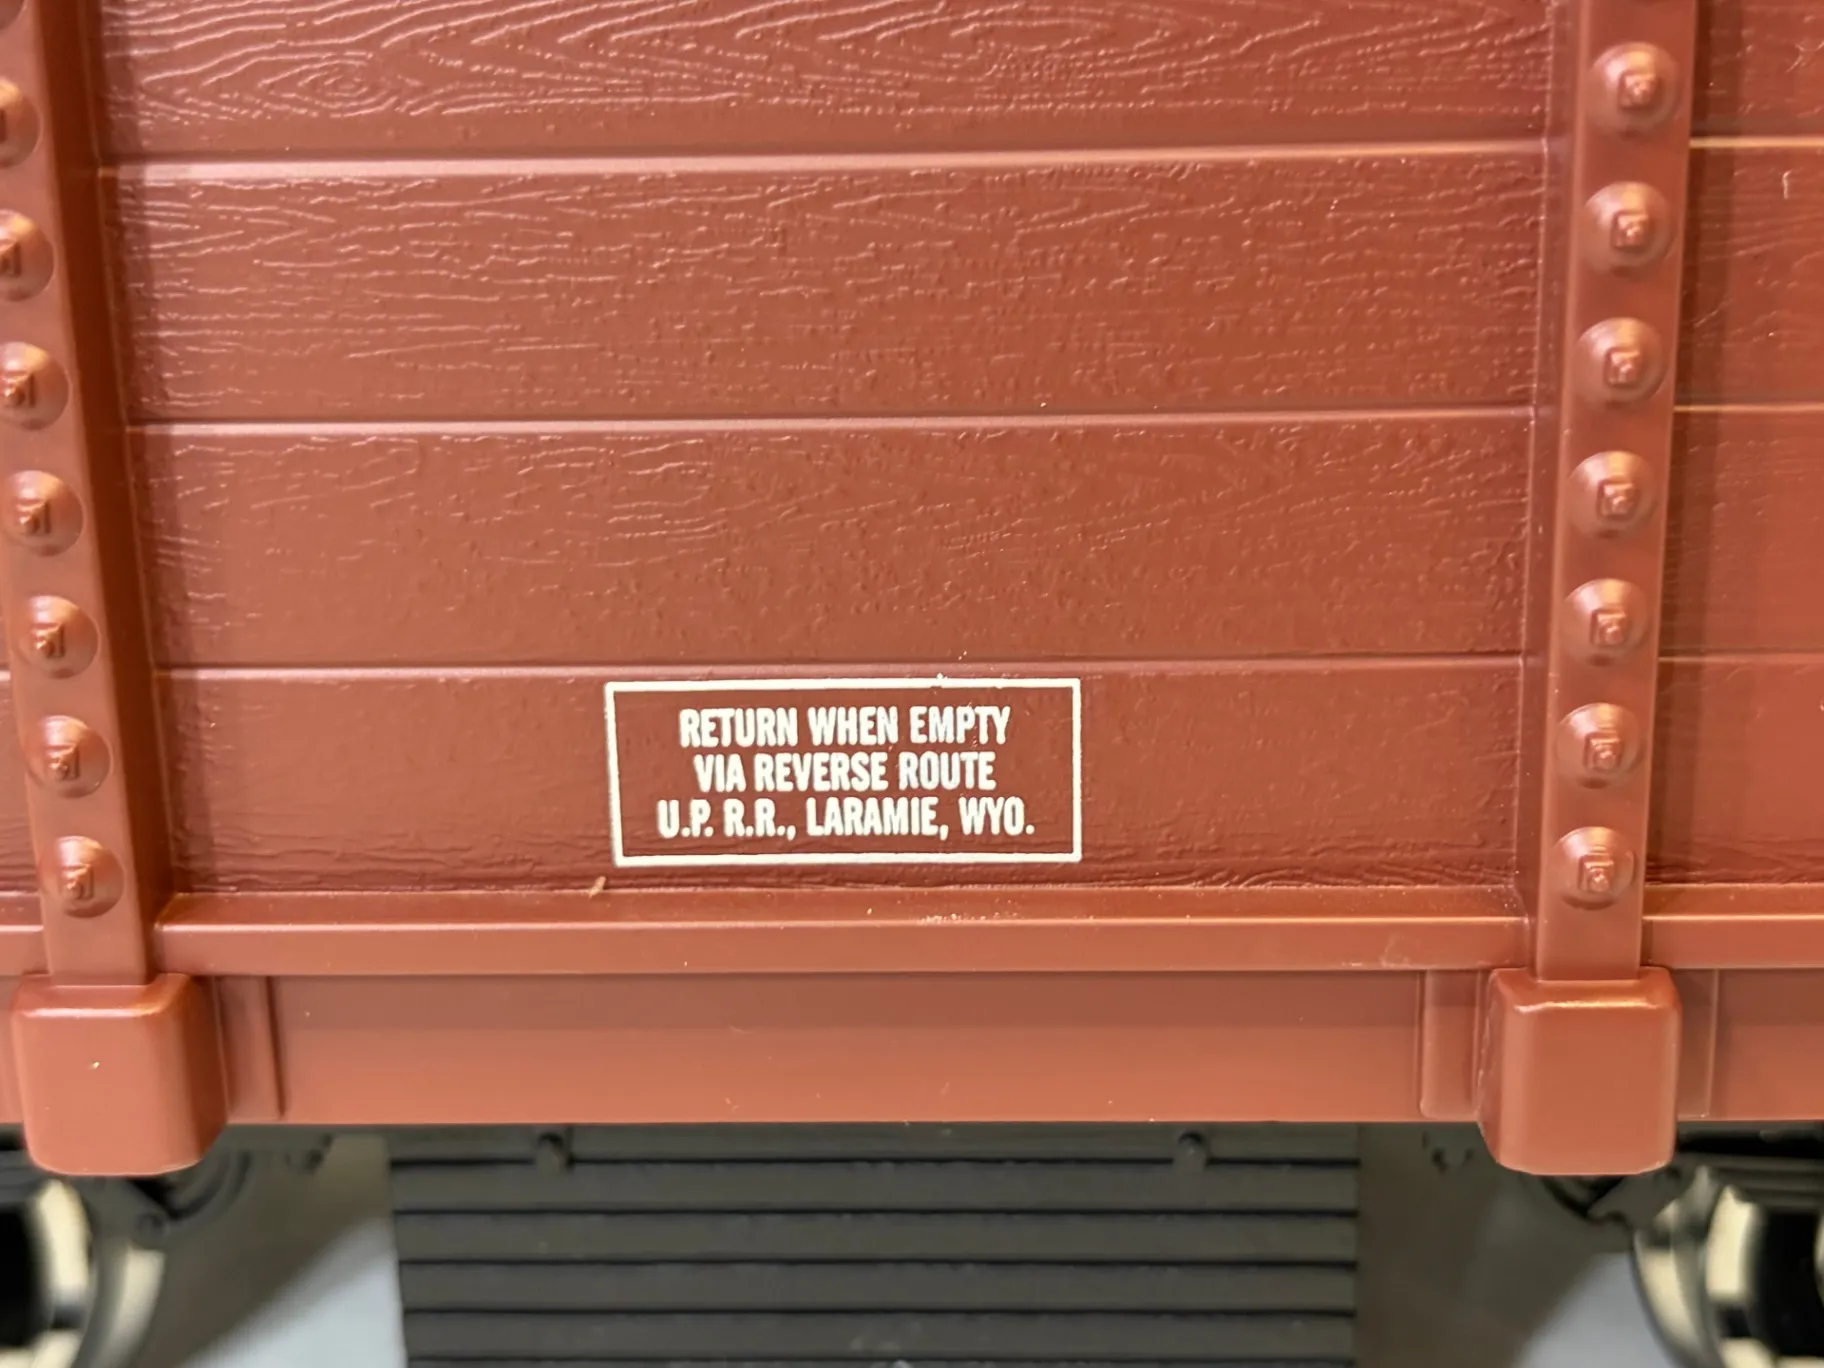 RETURN WHEN EMPTY
VIA REVERSE ROUTE
U.P. R.R., LARAMIE, WYO.